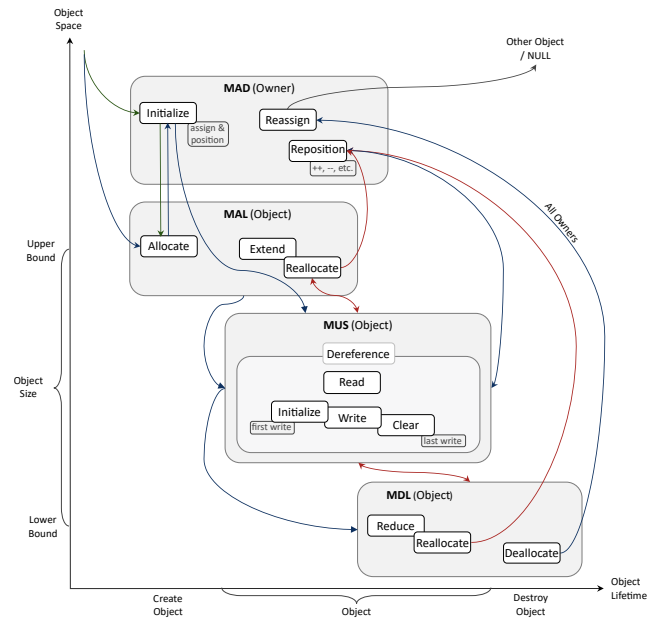 Object
Space
Other Object
/ NULL
MAD (Owner)
Initialize
assign &
position
Reassign
Reposition
++, --, etc.
MAL (Object)
All Owners
Upper
Bound
Allocate
Extend
Reallocate
MUS (Object)
Dereference
Read
Object
Size
Initialize
first write
Write
Clear
last write
MDL (Object)
Lower
Bound
Reduce
Reallocate
Deallocate
Object
Lifetime
Create
Object
Object
Destroy
Object